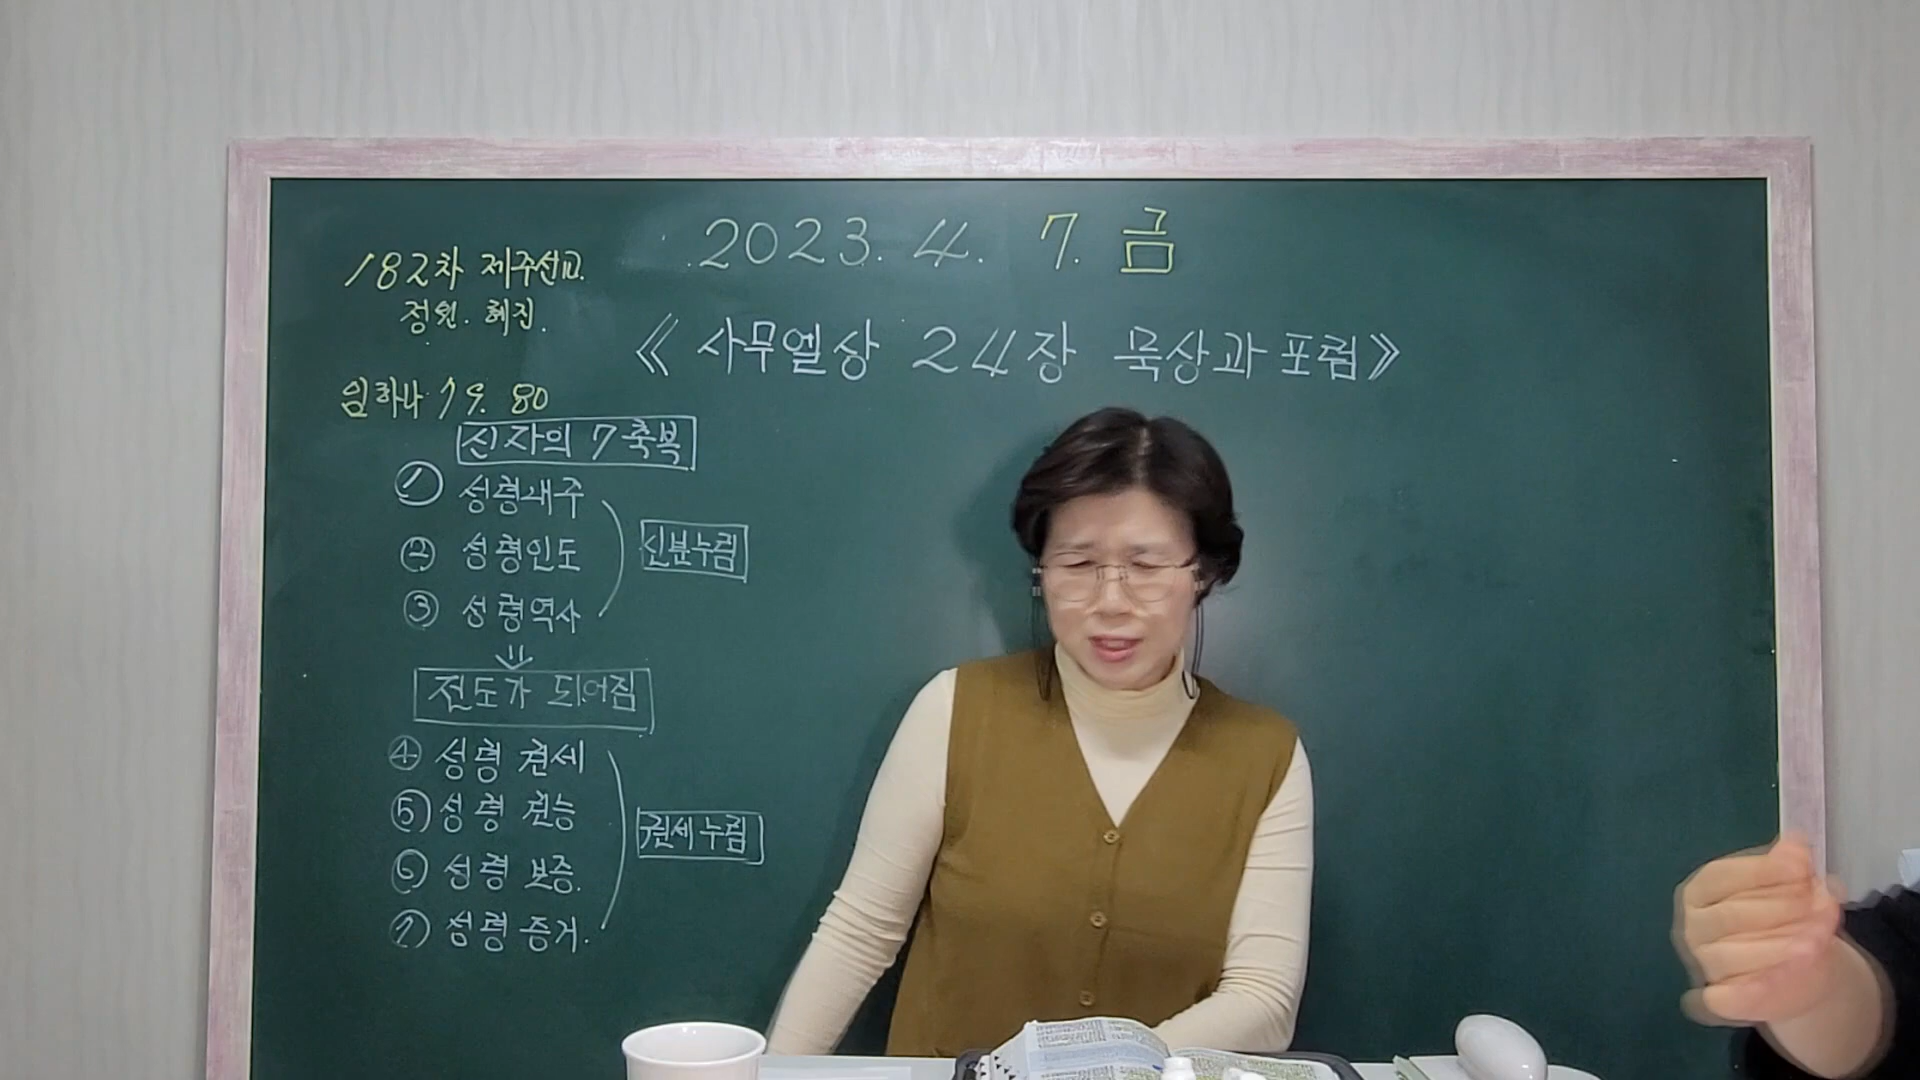 2023. 4. 7. 금
《사무엘상 24장 묵상과 포럼》
182차 제주선교.
정원. 혜진.
임하나 79. 80
신자의 7축복
① 성령내주
② 성령인도
③ 성령역사
신분누림
⇓
전도가 되어짐
④ 성령 권세
⑤ 성령 권능
⑥ 성령 보증.
⑦ 성령 증거.
권세누림